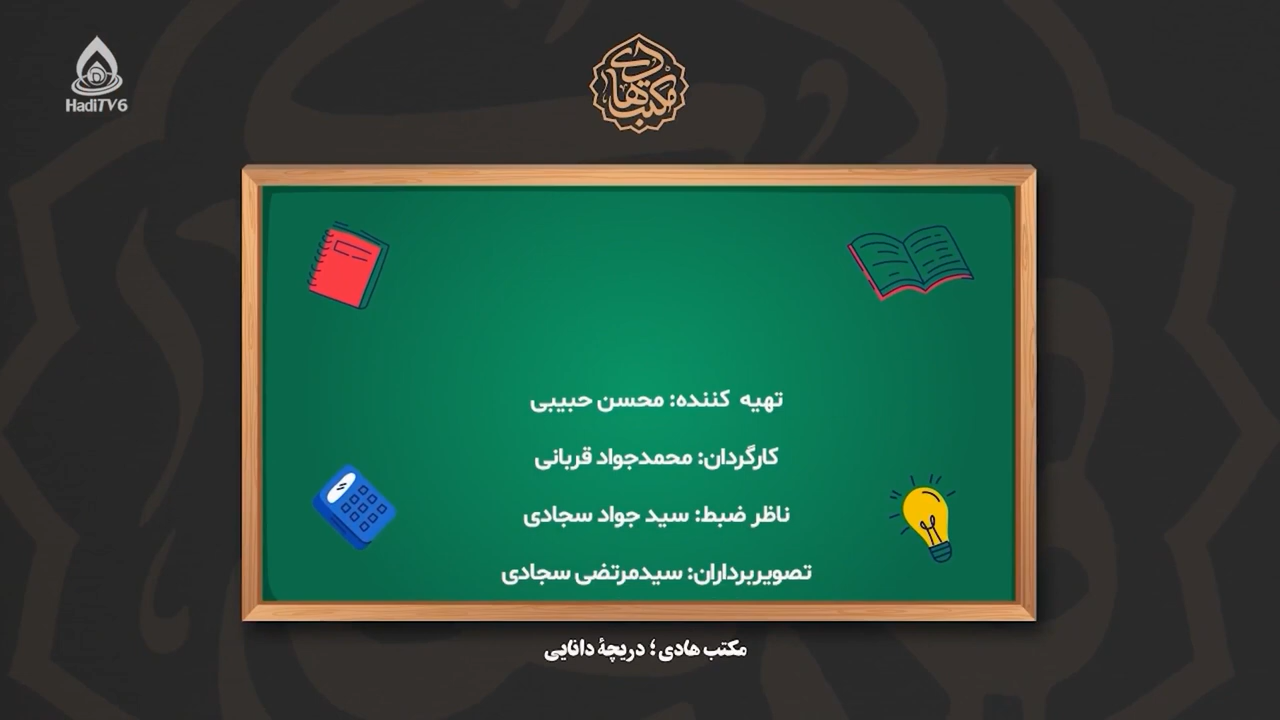 HadiTV6
مکتب هادی
تهیه کننده: محسن حبیبی
کارگردان: محمدجواد قربانی
ناظر ضبط: سید جواد سجادی
تصویربرداران: سیدمرتضی سجادی
مکتب هادی؛ دریچهٔ دانایی